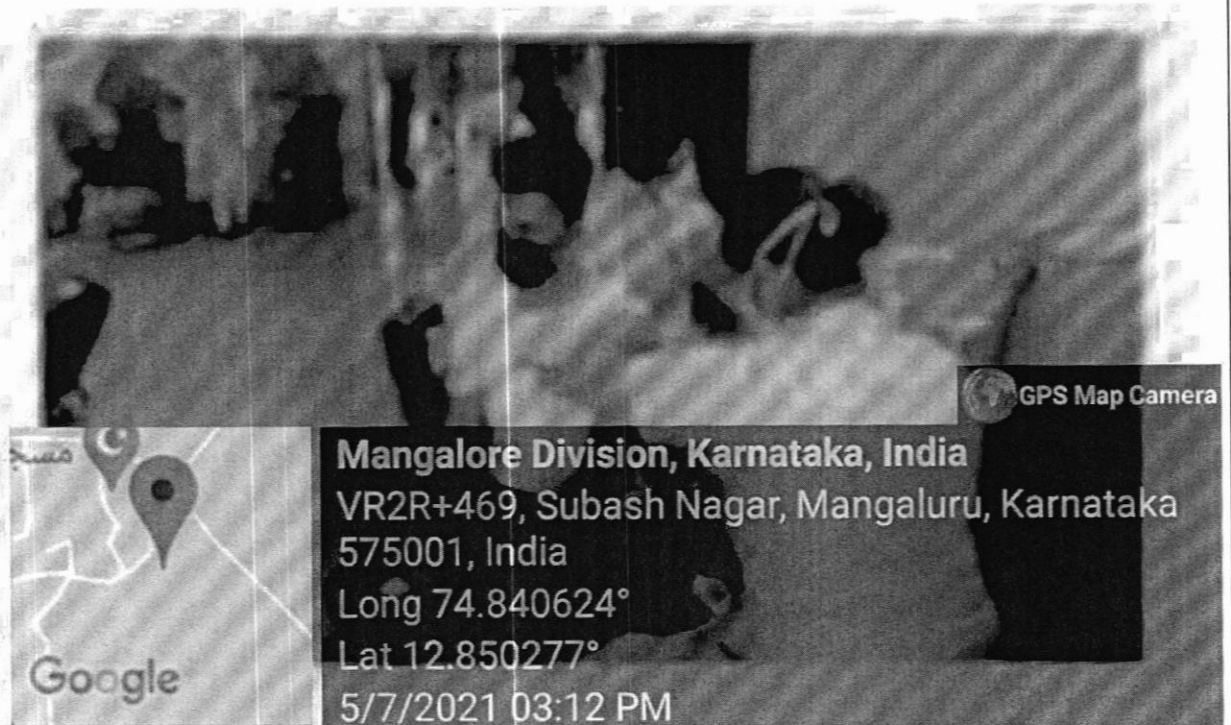 GPS Map Camera
Mangalore Division, Karnataka, India
VR2R+469, Subash Nagar, Mangaluru, Karnataka
575001, India
Long 74.840624°
Lat 12.850277°
5/7/2021 03:12 PM
Google